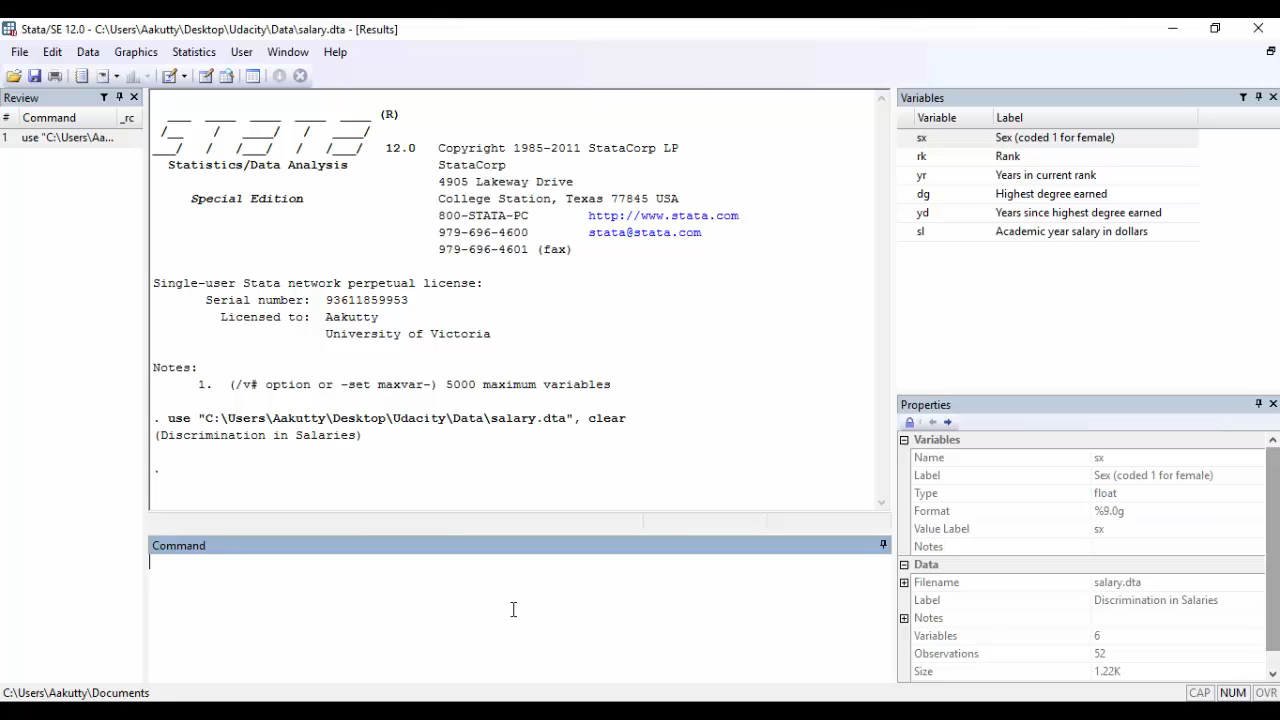 Stata/SE 12.0 - C:\Users\Aakutty\Desktop\Udacity\Data\salary.dta - [Results]
File Edit Data Graphics Statistics User Window Help
Review
# Command _rc
1 use "C:\Users\Aa...
(R)
12.0 Copyright 1985-2011 StataCorp LP
Statistics/Data Analysis StataCorp
4905 Lakeway Drive
Special Edition College Station, Texas 77845 USA
800-STATA-PC http://www.stata.com
979-696-4600 stata@stata.com
979-696-4601 (fax)
Single-user Stata network perpetual license:
Serial number: 93611859953
Licensed to: Aakutty
University of Victoria
Notes:
1. (/v# option or -set maxvar-) 5000 maximum variables
. use "C:\Users\Aakutty\Desktop\Udacity\Data\salary.dta", clear
(Discrimination in Salaries)
.
Command
Variables
Variable Label
sx Sex (coded 1 for female)
rk Rank
yr Years in current rank
dg Highest degree earned
yd Years since highest degree earned
sl Academic year salary in dollars
Properties
Variables
Name sx
Label Sex (coded 1 for female)
Type float
Format %9.0g
Value Label sx
Notes
Data
Filename salary.dta
Label Discrimination in Salaries
Notes
Variables 6
Observations 52
Size 1.22K
C:\Users\Aakutty\Documents
CAP NUM OVR